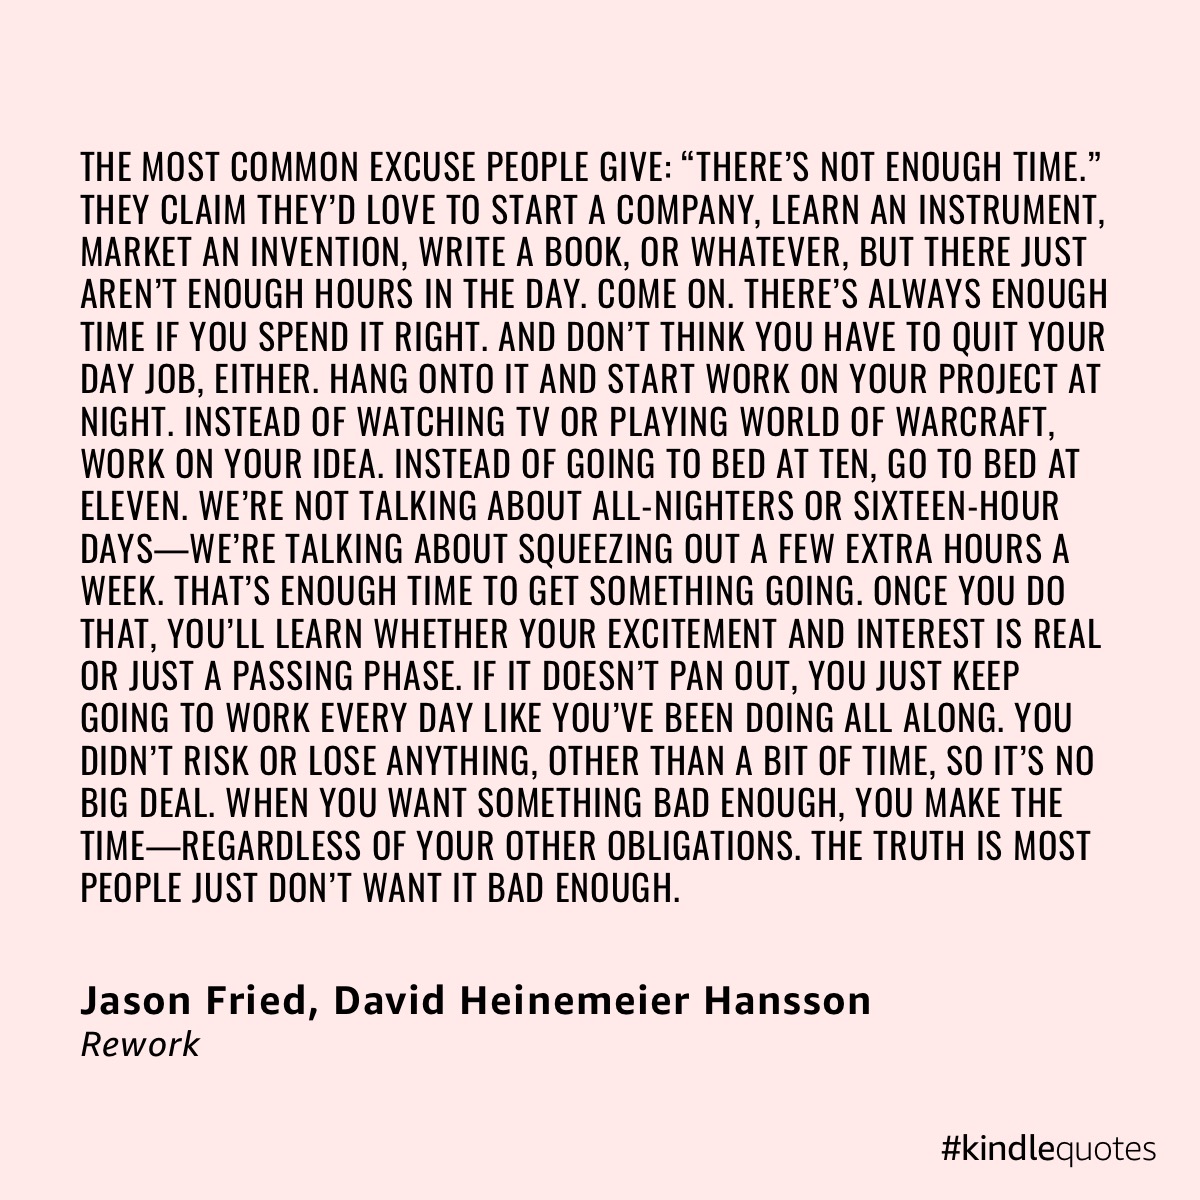 THE MOST COMMON EXCUSE PEOPLE GIVE: “THERE’S NOT ENOUGH TIME.”
THEY CLAIM THEY’D LOVE TO START A COMPANY, LEARN AN INSTRUMENT,
MARKET AN INVENTION, WRITE A BOOK, OR WHATEVER, BUT THERE JUST
AREN’T ENOUGH HOURS IN THE DAY. COME ON. THERE’S ALWAYS ENOUGH
TIME IF YOU SPEND IT RIGHT. AND DON’T THINK YOU HAVE TO QUIT YOUR
DAY JOB, EITHER. HANG ONTO IT AND START WORK ON YOUR PROJECT AT
NIGHT. INSTEAD OF WATCHING TV OR PLAYING WORLD OF WARCRAFT,
WORK ON YOUR IDEA. INSTEAD OF GOING TO BED AT TEN, GO TO BED AT
ELEVEN. WE’RE NOT TALKING ABOUT ALL-NIGHTERS OR SIXTEEN-HOUR
DAYS—WE’RE TALKING ABOUT SQUEEZING OUT A FEW EXTRA HOURS A
WEEK. THAT’S ENOUGH TIME TO GET SOMETHING GOING. ONCE YOU DO
THAT, YOU’LL LEARN WHETHER YOUR EXCITEMENT AND INTEREST IS REAL
OR JUST A PASSING PHASE. IF IT DOESN’T PAN OUT, YOU JUST KEEP
GOING TO WORK EVERY DAY LIKE YOU’VE BEEN DOING ALL ALONG. YOU
DIDN’T RISK OR LOSE ANYTHING, OTHER THAN A BIT OF TIME, SO IT’S NO
BIG DEAL. WHEN YOU WANT SOMETHING BAD ENOUGH, YOU MAKE THE
TIME—REGARDLESS OF YOUR OTHER OBLIGATIONS. THE TRUTH IS MOST
PEOPLE JUST DON’T WANT IT BAD ENOUGH.
Jason Fried, David Heinemeier Hansson
Rework
#kindlequotes